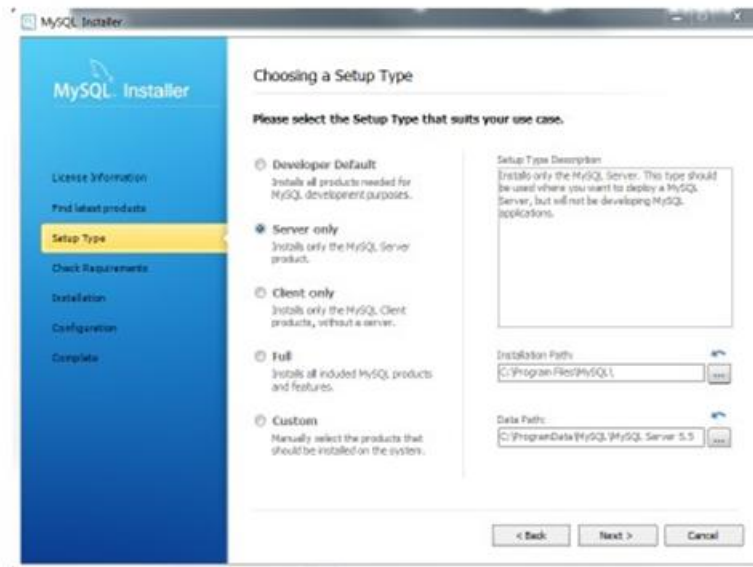 MySQL Installer
MySQL Installer
License Information
Find latest products
Setup Type
Check Requirements
Installation
Configuration
Complete
Choosing a Setup Type
Please select the Setup Type that suits your use case.
Developer Default
Installs all products needed for
MySQL development purposes.
Server only
Installs only the MySQL Server
product.
Client only
Installs only the MySQL Client
products, without a server.
Full
Installs all included MySQL products
and features.
Custom
Manually select the products that
should be installed on the system.
Setup Type Description
Installs only the MySQL Server. This type should
be used where you want to deploy a MySQL
Server, but will not be developing MySQL
applications.
Installation Path:
C:\Program Files\MySQL\
...
Data Path:
C:\ProgramData\MySQL\MySQL Server 5.5
...
< Back
Next >
Cancel